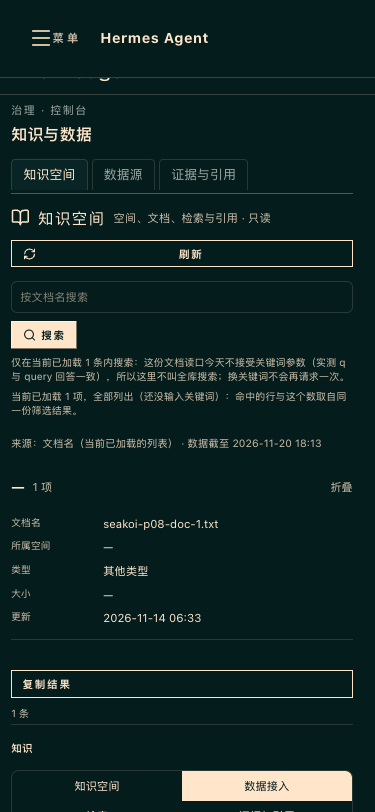 菜单
Hermes Agent
治理 · 控制台
知识与数据
知识空间
数据源
证据与引用
知识空间
空间、文档、检索与引用 · 只读
刷新
按文档名搜索
搜索
仅在当前已加载 1 条内搜索：这份文档读口今天不接受关键词参数（实测 q
与 query 回答一致），所以这里不叫全库搜索；换关键词不会再请求一次。
当前已加载 1 项，全部列出（还没输入关键词）：命中的行与这个数取自同
一份筛选结果。
来源：文档名（当前已加载的列表） · 数据截至 2026-11-20 18:13
— 1 项
折叠
文档名 seakoi-p08-doc-1.txt
所属空间 —
类型 其他类型
大小 —
更新 2026-11-14 06:33
复制结果
1 条
知识
知识空间
数据接入